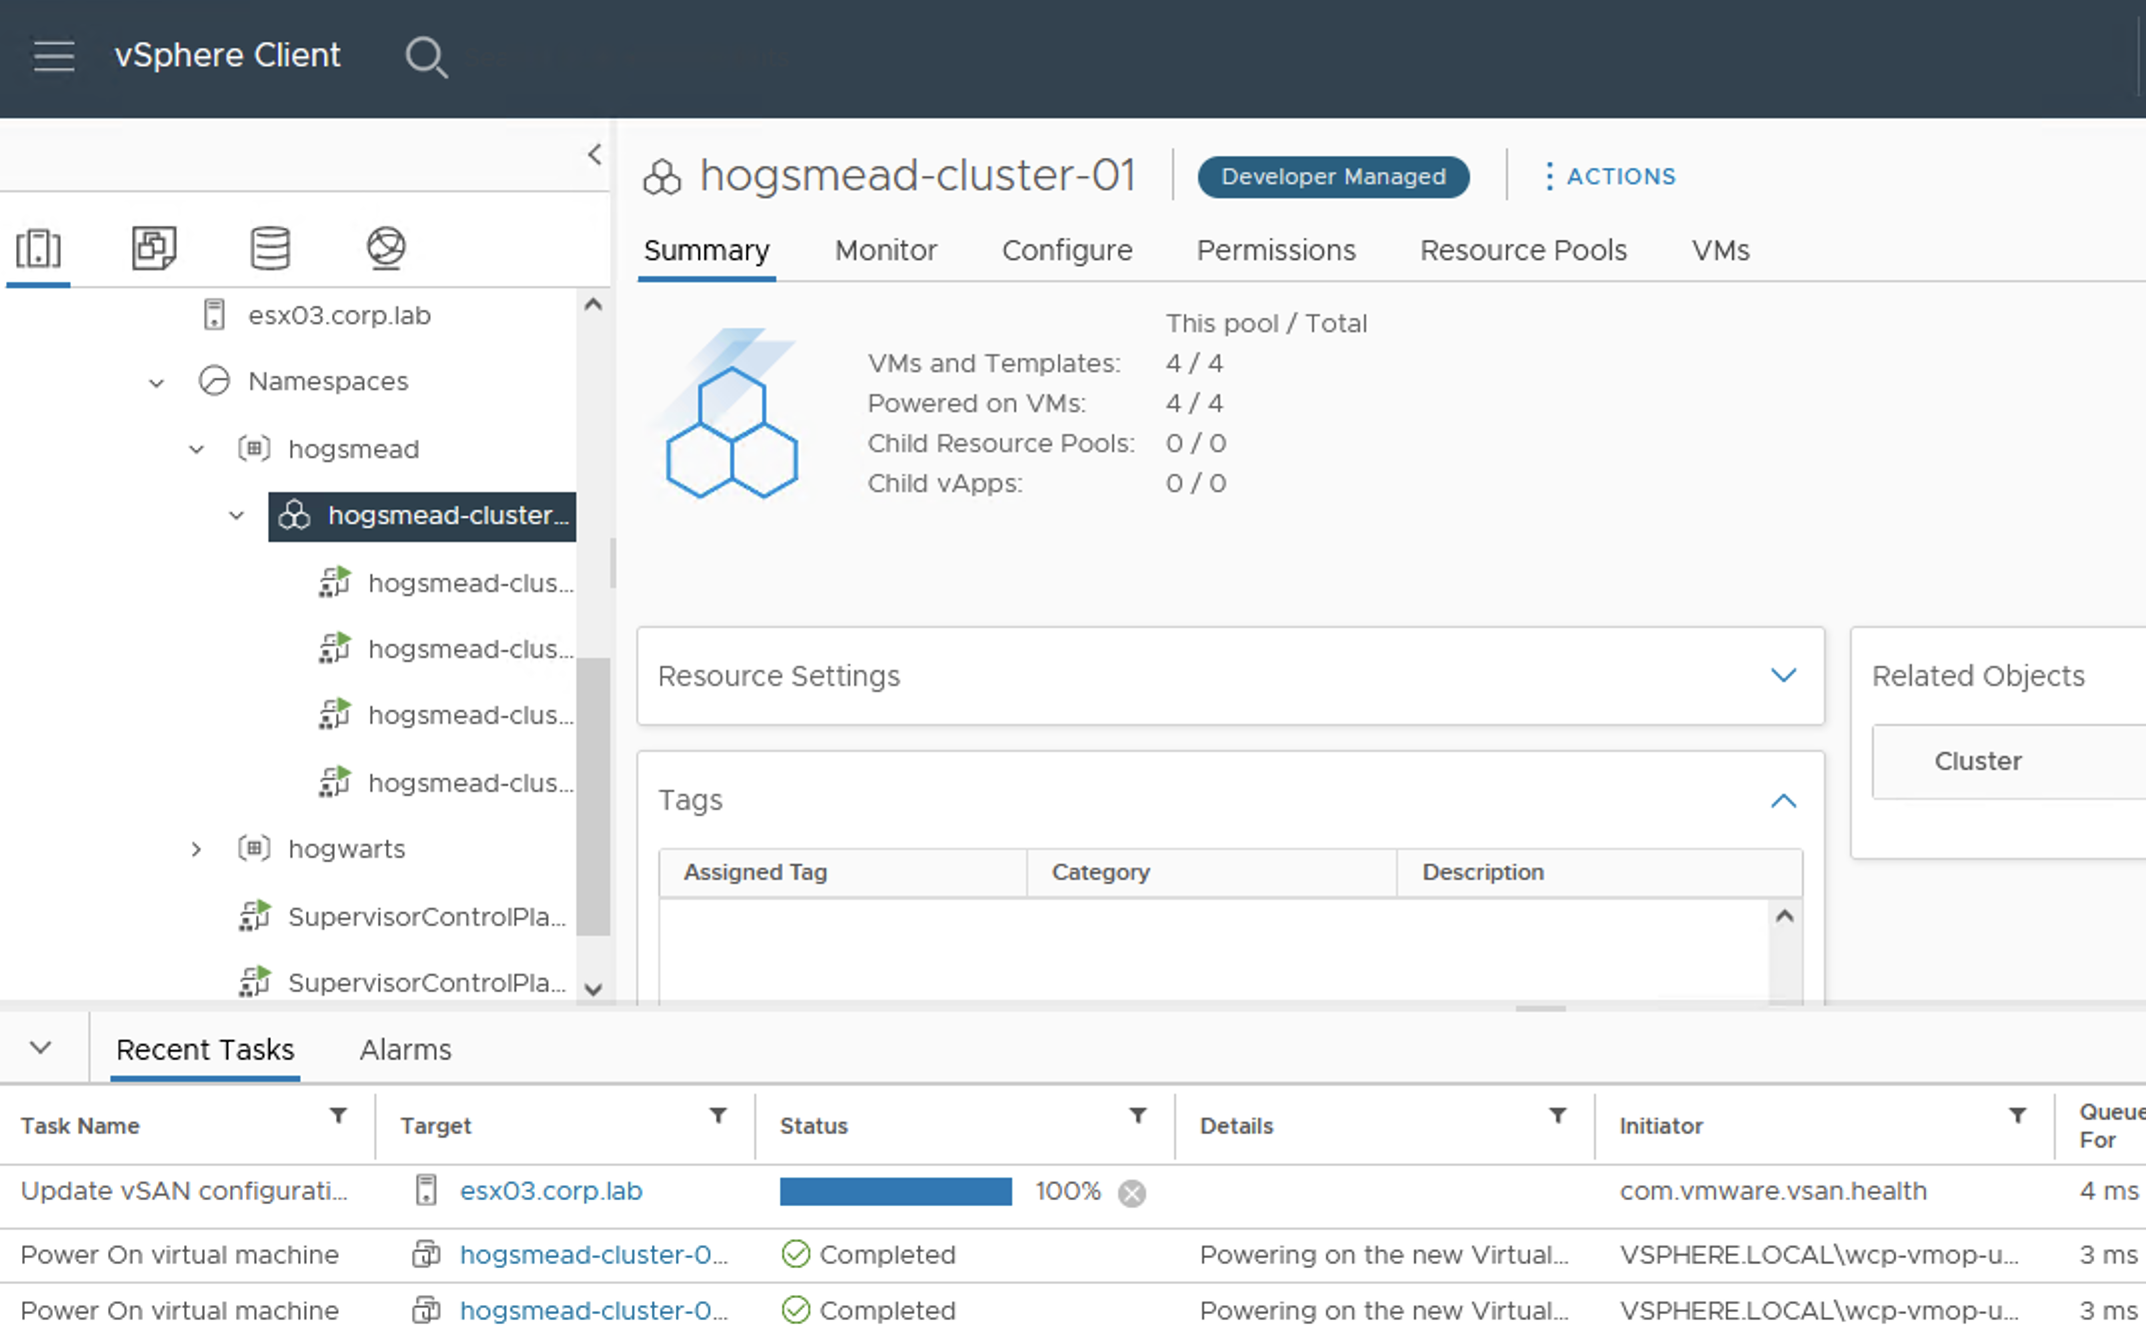 vSphere Client
hogsmead-cluster-01
Developer Managed
ACTIONS
Summary Monitor Configure Permissions Resource Pools VMs
esx03.corp.lab
Namespaces
hogsmead
hogsmead-cluster...
hogsmead-clus...
hogsmead-clus...
hogsmead-clus...
hogsmead-clus...
hogwarts
SupervisorControlPla...
SupervisorControlPla...
This pool / Total
VMs and Templates: 4 / 4
Powered on VMs: 4 / 4
Child Resource Pools: 0 / 0
Child vApps: 0 / 0
Resource Settings
Tags
Assigned Tag Category Description
Related Objects
Cluster
Recent Tasks Alarms
Task Name Target Status Details Initiator Queue
For
Update vSAN configurati... esx03.corp.lab 100% com.vmware.vsan.health 4 ms
Power On virtual machine hogsmead-cluster-0... Completed Powering on the new Virtual... VSPHERE.LOCAL\wcp-vmop-u... 3 ms
Power On virtual machine hogsmead-cluster-0... Completed Powering on the new Virtual... VSPHERE.LOCAL\wcp-vmop-u... 3 ms